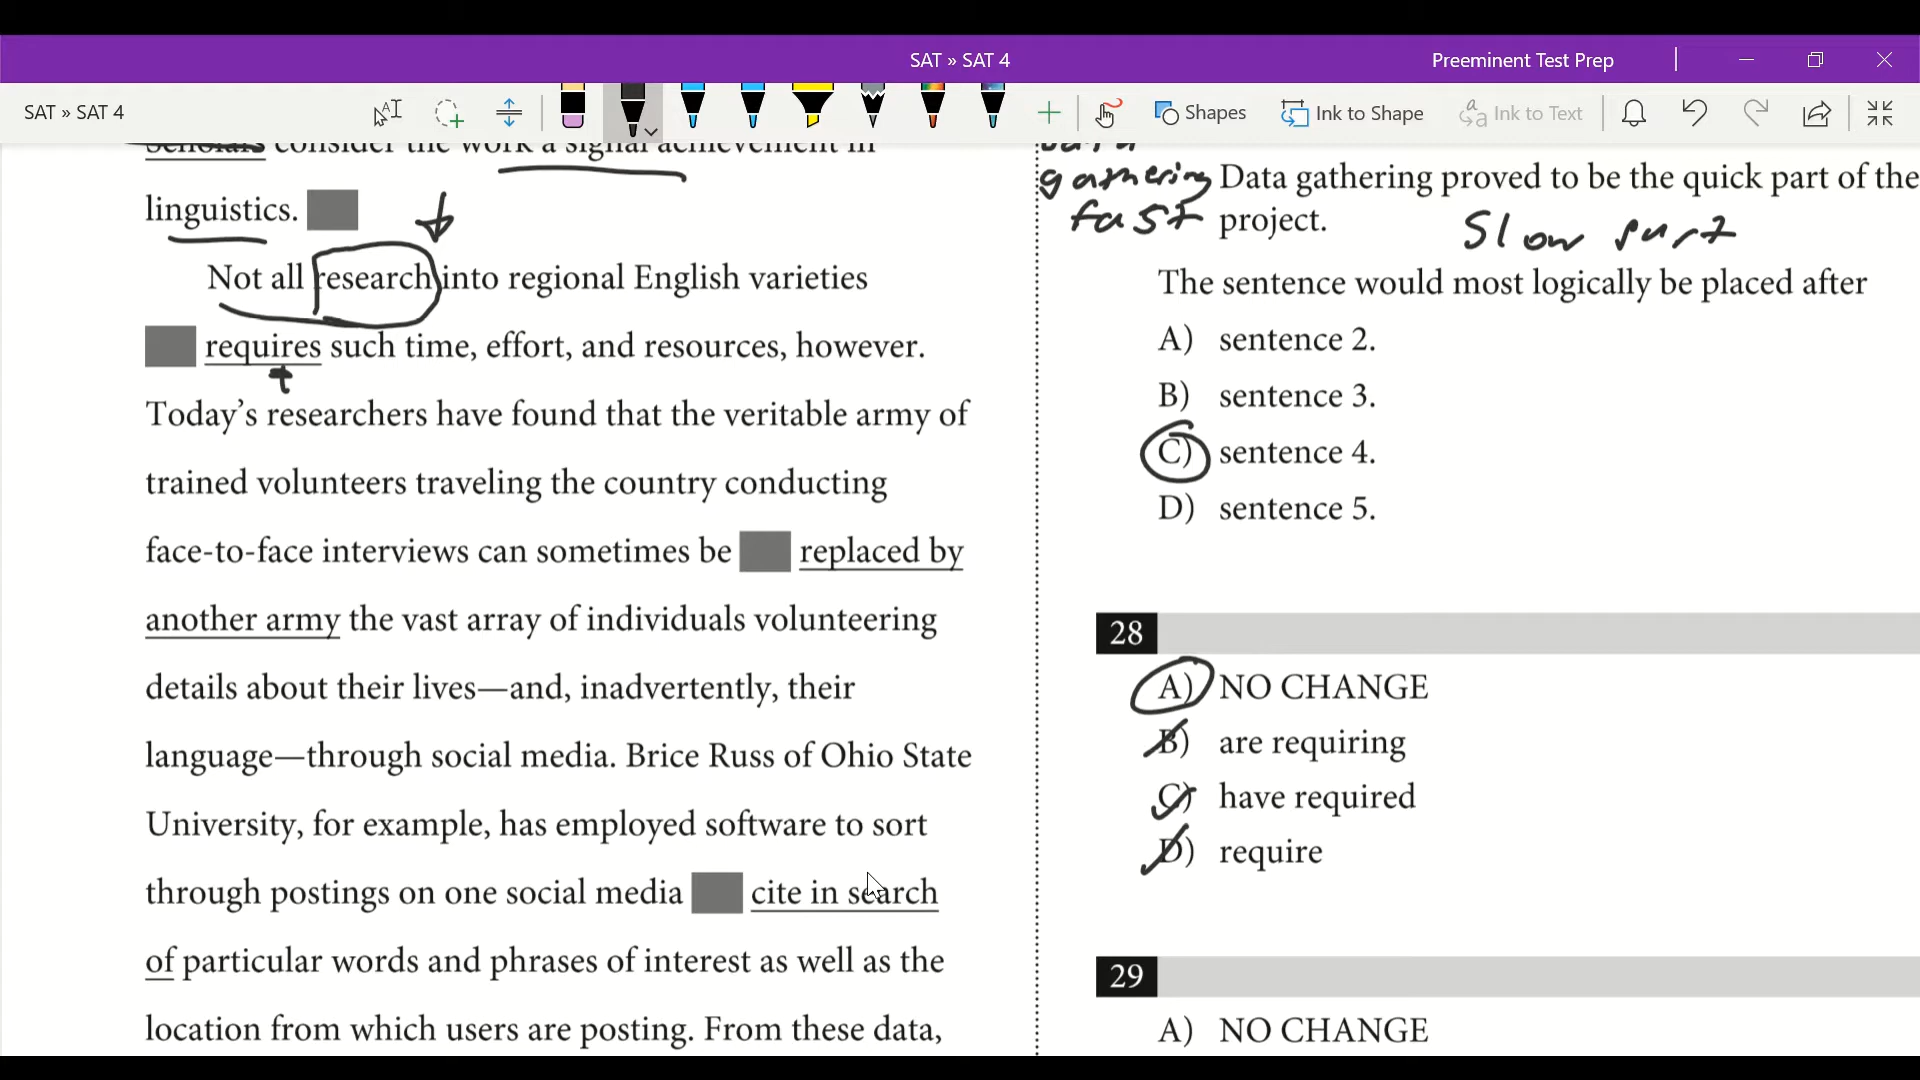 SAT » SAT 4
Preeminent Test Prep
SAT » SAT 4
Shapes
Ink to Shape
Ink to Text
Scholars consider the work a signal achievement in
linguistics.
Not all research into regional English varieties
requires such time, effort, and resources, however.
Today’s researchers have found that the veritable army of
trained volunteers traveling the country conducting
face-to-face interviews can sometimes be replaced by
another army the vast array of individuals volunteering
details about their lives—and, inadvertently, their
language—through social media. Brice Russ of Ohio State
University, for example, has employed software to sort
through postings on one social media cite in search
of particular words and phrases of interest as well as the
location from which users are posting. From these data,
data
gathering
fast
Data gathering proved to be the quick part of the
project.
Slow part
The sentence would most logically be placed after
A) sentence 2.
B) sentence 3.
C) sentence 4.
D) sentence 5.
28
A) NO CHANGE
B) are requiring
C) have required
D) require
29
A) NO CHANGE